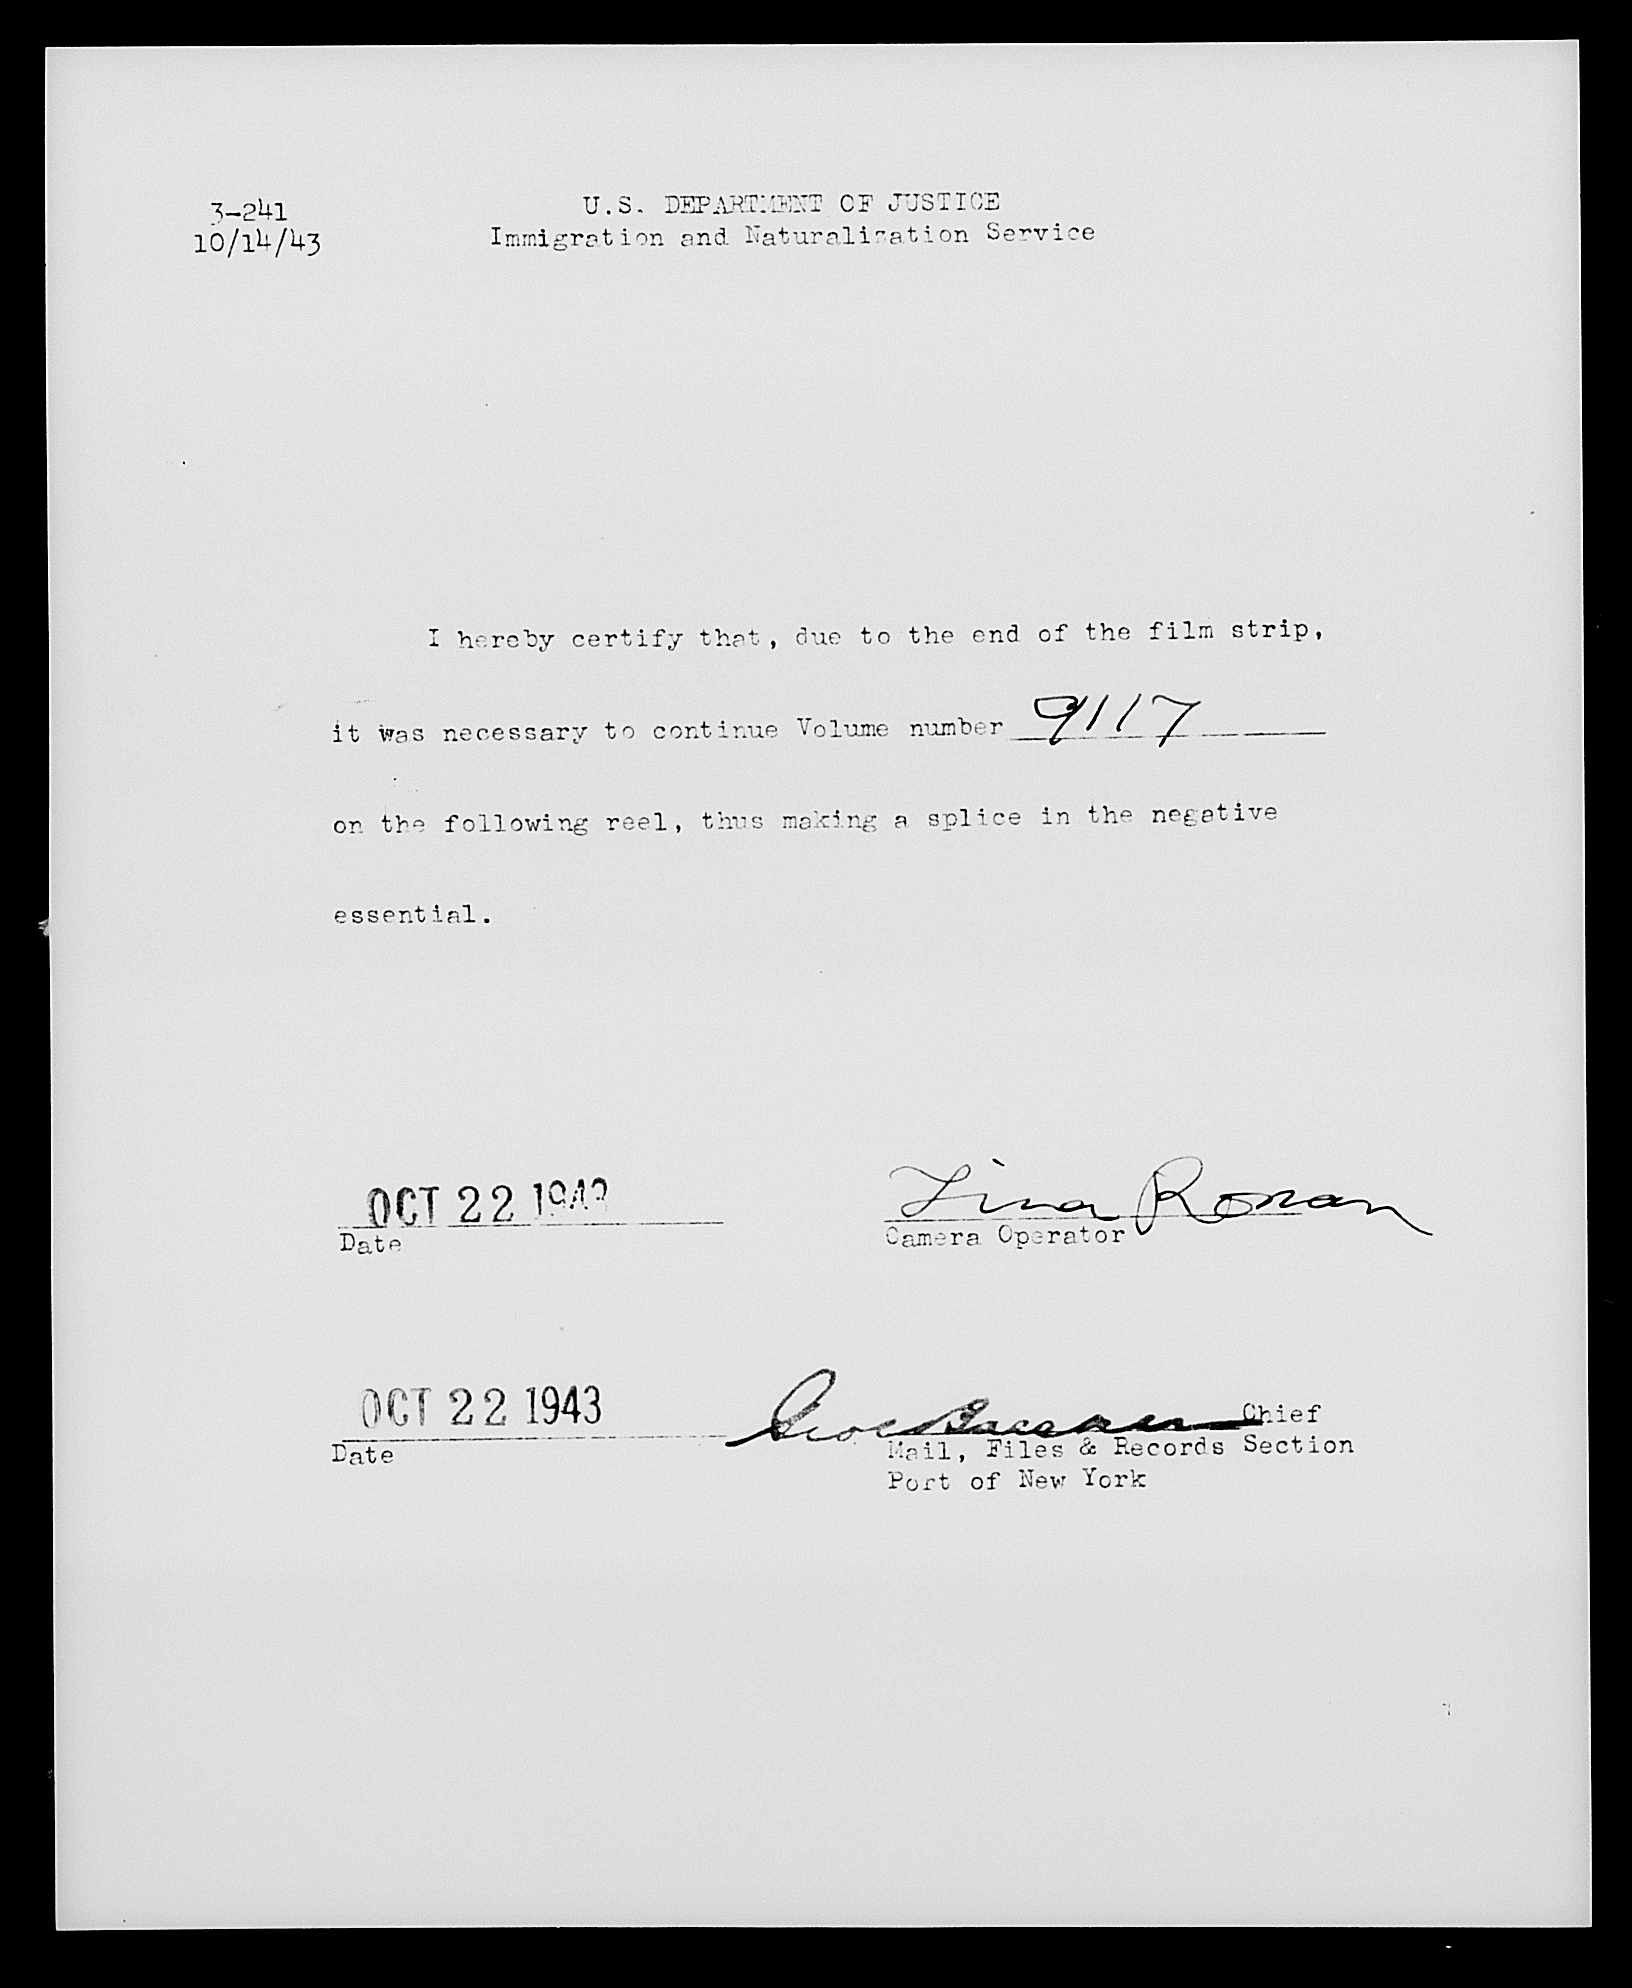 3-241
10/14/43
U.S. DEPARTMENT OF JUSTICE
Immigration and Naturalization Service
I hereby certify that, due to the end of the film strip,
it was necessary to continue Volume number 9117
on the following reel, thus making a splice in the negative
essential.
OCT 22 1943
Date
Tina Roman
Camera Operator
OCT 22 1943
Date
Chief
Mail, Files & Records Section
Port of New York